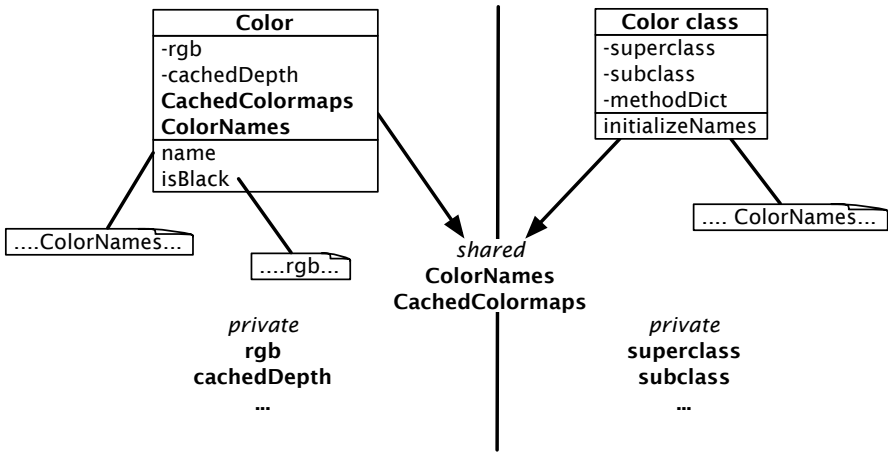 Color
-rgb
-cachedDepth
CachedColormaps
ColorNames
name
isBlack
....ColorNames...
....rgb...
private
rgb
cachedDepth
...
shared
ColorNames
CachedColormaps
Color class
-superclass
-subclass
-methodDict
initializeNames
.... ColorNames...
private
superclass
subclass
...